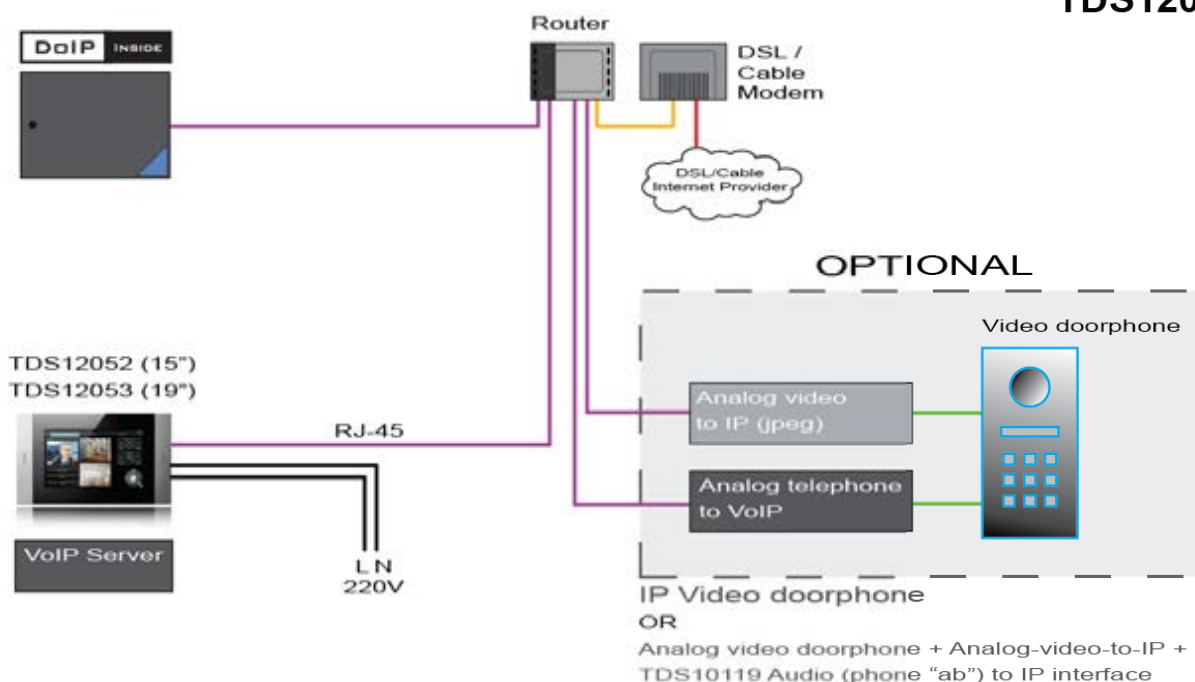 TDS120
Router
DoIP INSIDE
DSL /
Cable
Modem
DSL/Cable
Internet Provider
OPTIONAL
Video doorphone
TDS12052 (15")
TDS12053 (19")
Analog video
to IP (jpeg)
RJ-45
Analog telephone
to VoIP
VoIP Server
L N
220V
IP Video doorphone
OR
Analog video doorphone + Analog-video-to-IP +
TDS10119 Audio (phone “ab”) to IP interface